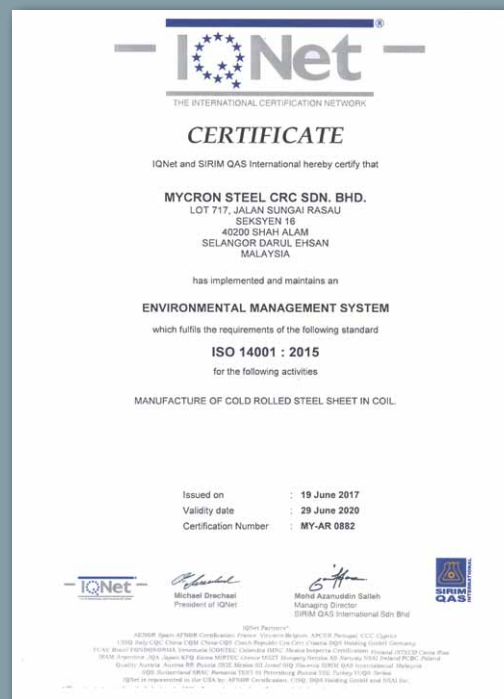 IQNet ®
THE INTERNATIONAL CERTIFICATION NETWORK
CERTIFICATE
IQNet and SIRIM QAS International hereby certify that
MYCRON STEEL CRC SDN. BHD.
LOT 717, JALAN SUNGAI RASAU
SEKSYEN 16
40200 SHAH ALAM
SELANGOR DARUL EHSAN
MALAYSIA
has implemented and maintains an
ENVIRONMENTAL MANAGEMENT SYSTEM
which fulfils the requirements of the following standard
ISO 14001 : 2015
for the following activities
MANUFACTURE OF COLD ROLLED STEEL SHEET IN COIL.
Issued on : 19 June 2017
Validity date : 29 June 2020
Certification Number : MY-AR 0882
IQNet
Michael Drechsel
President of IQNet
Mohd Azanuddin Salleh
Managing Director
SIRIM QAS International Sdn Bhd
SIRIM
QAS
INTERNATIONAL
IQNet Partners*: